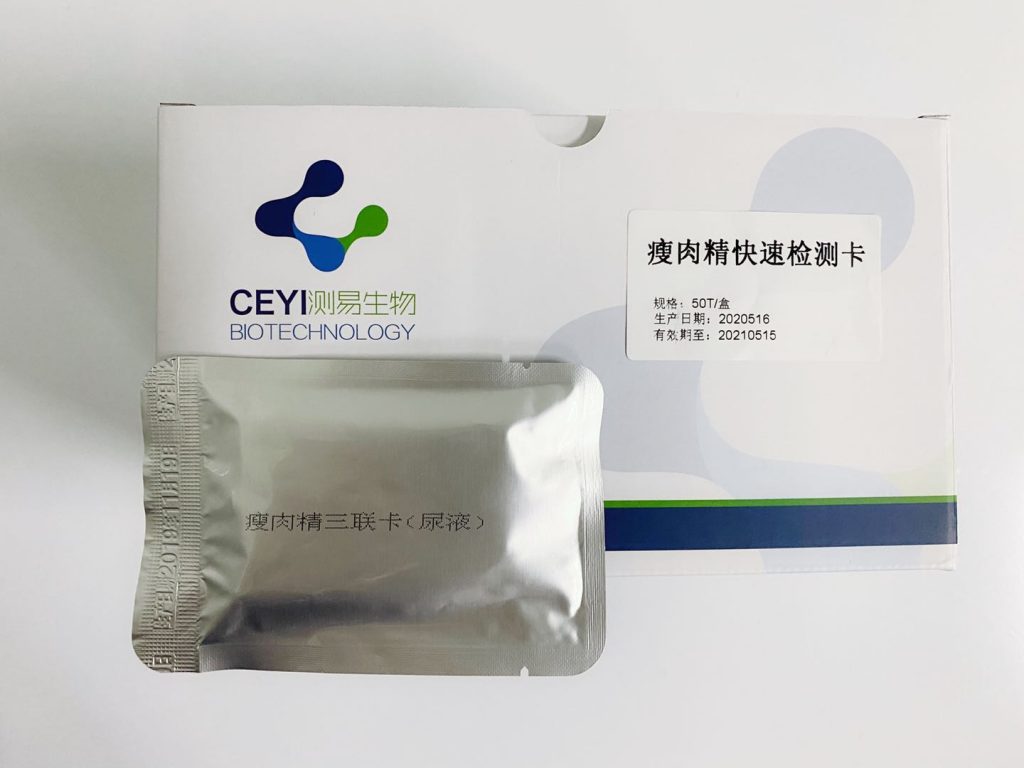 CEYI测易生物
BIOTECHNOLOGY
瘦肉精快速检测卡
规格：50T/盒
生产日期：20200516
有效期至：20210515
瘦肉精三联卡（尿液）